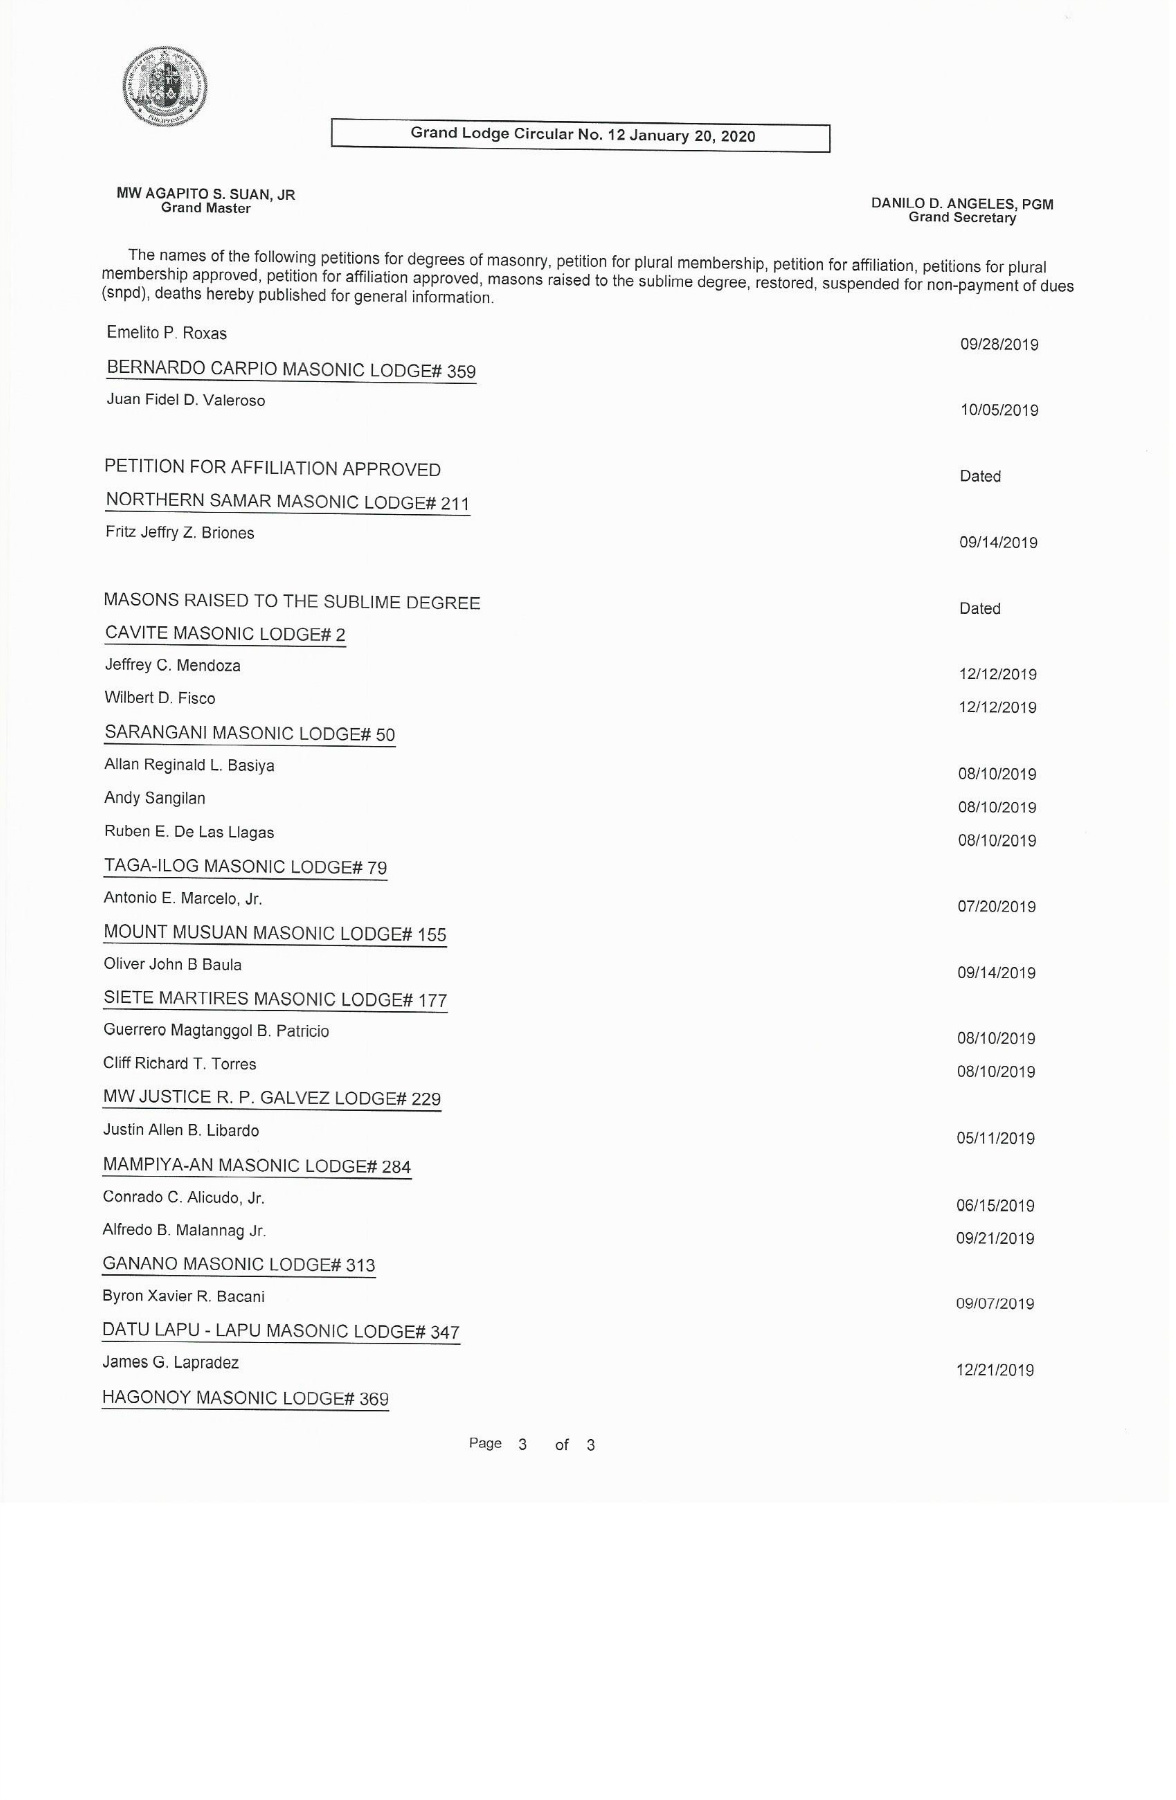 Grand Lodge Circular No. 12 January 20, 2020
MW AGAPITO S. SUAN, JR
Grand Master
DANILO D. ANGELES, PGM
Grand Secretary
The names of the following petitions for degrees of masonry, petition for plural membership, petition for affiliation, petitions for plural
membership approved, petition for affiliation approved, masons raised to the sublime degree, restored, suspended for non-payment of dues
(snpd), deaths hereby published for general information.
Emelito P. Roxas 09/28/2019
BERNARDO CARPIO MASONIC LODGE# 359
Juan Fidel D. Valeroso 10/05/2019
PETITION FOR AFFILIATION APPROVED Dated
NORTHERN SAMAR MASONIC LODGE# 211
Fritz Jeffry Z. Briones 09/14/2019
MASONS RAISED TO THE SUBLIME DEGREE Dated
CAVITE MASONIC LODGE# 2
Jeffrey C. Mendoza 12/12/2019
Wilbert D. Fisco 12/12/2019
SARANGANI MASONIC LODGE# 50
Allan Reginald L. Basiya 08/10/2019
Andy Sangilan 08/10/2019
Ruben E. De Las Llagas 08/10/2019
TAGA-ILOG MASONIC LODGE# 79
Antonio E. Marcelo, Jr. 07/20/2019
MOUNT MUSUAN MASONIC LODGE# 155
Oliver John B Baula 09/14/2019
SIETE MARTIRES MASONIC LODGE# 177
Guerrero Magtanggol B. Patricio 08/10/2019
Cliff Richard T. Torres 08/10/2019
MW JUSTICE R. P. GALVEZ LODGE# 229
Justin Allen B. Libardo 05/11/2019
MAMPIYA-AN MASONIC LODGE# 284
Conrado C. Alicudo, Jr. 06/15/2019
Alfredo B. Malannag Jr. 09/21/2019
GANANO MASONIC LODGE# 313
Byron Xavier R. Bacani 09/07/2019
DATU LAPU - LAPU MASONIC LODGE# 347
James G. Lapradez 12/21/2019
HAGONOY MASONIC LODGE# 369
Page 3 of 3